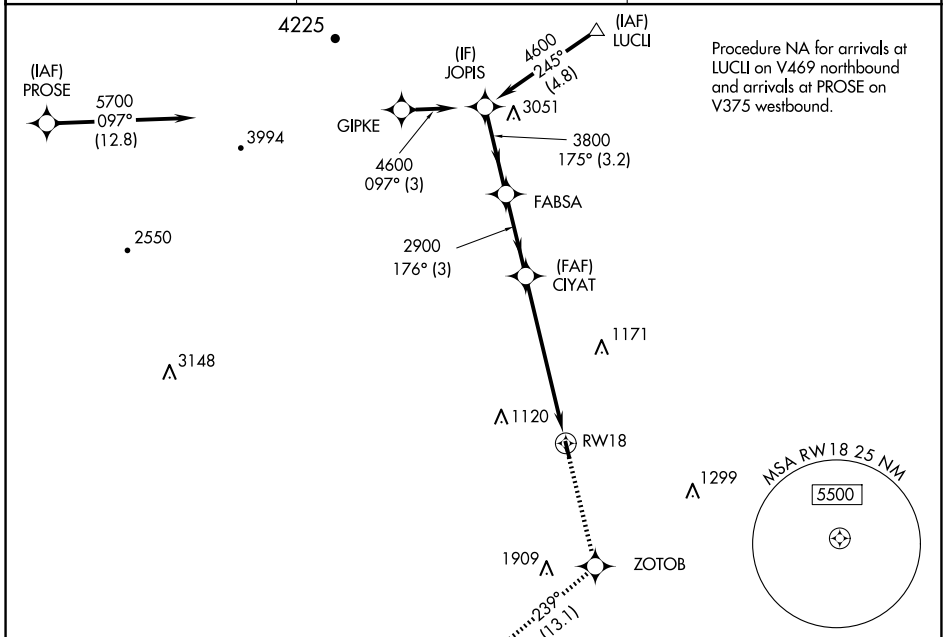 4225
(IAF)
LUCLI
4600
245°
(4.8)
(IF)
JOPIS
Procedure NA for arrivals at
LUCLI on V469 northbound
and arrivals at PROSE on
V375 westbound.
(IAF)
PROSE
5700
097°
(12.8)
GIPKE
3051
3994
3800
175° (3.2)
4600
097° (3)
FABSA
2550
2900
176° (3)
(FAF)
CIYAT
1171
3148
1120
RW18
MSA RW18 25 NM
5500
1299
1909
ZOTOB
239°
(13.1)